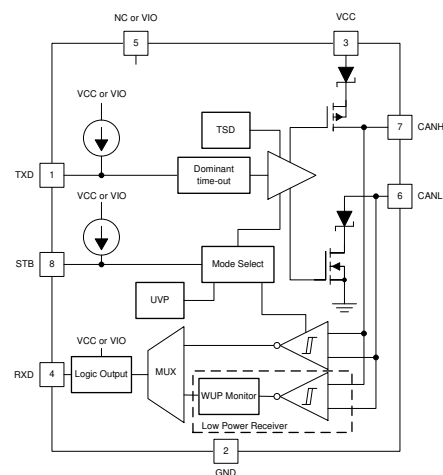 NC or VIO
VCC
5
3
VCC or VIO
TSD
7
CANH
TXD
1
Dominant
time-out
VCC or VIO
6
CANL
STB
8
Mode Select
UVP
VCC or VIO
RXD
4
Logic Output
MUX
WUP Monitor
Low Power Receiver
2
GND